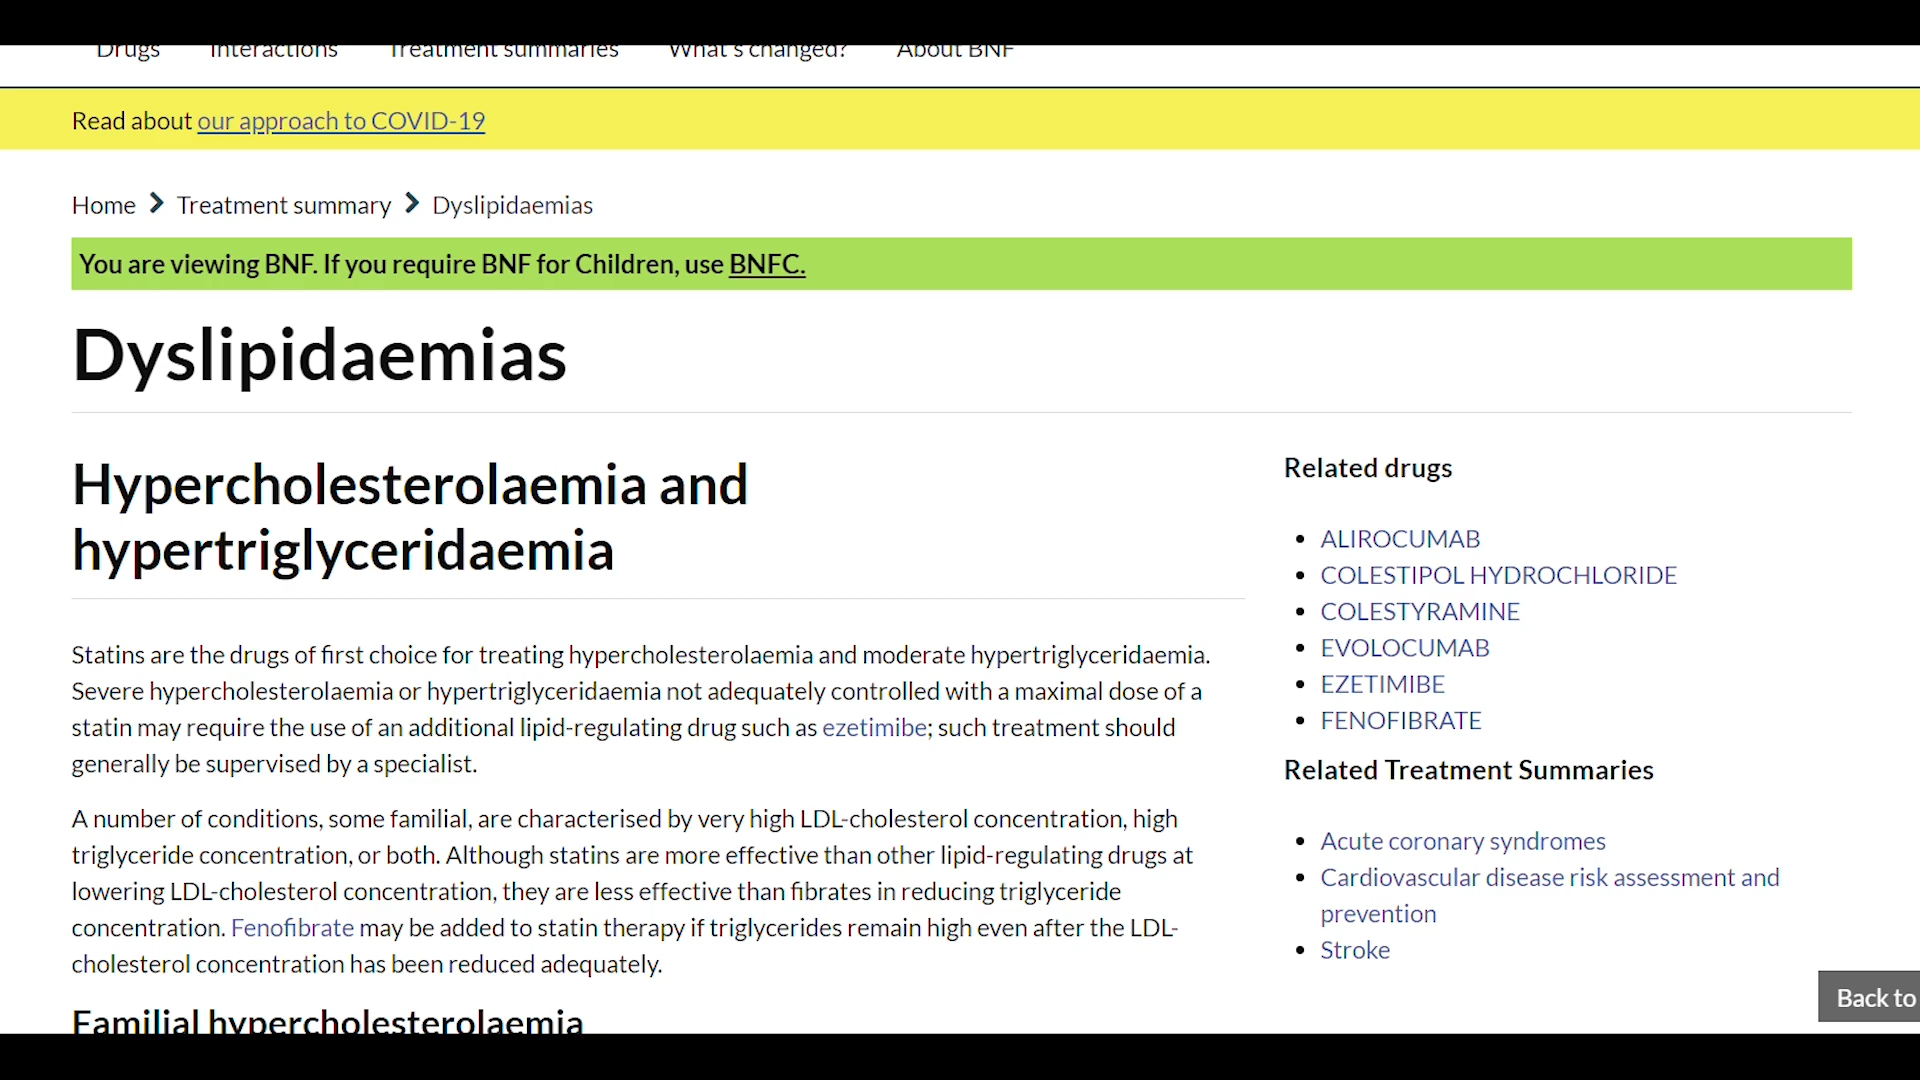 Drugs Interactions Treatment summaries What's changed? About BNF
Read about our approach to COVID-19
Home Treatment summary Dyslipidaemias
You are viewing BNF. If you require BNF for Children, use BNFC.
Dyslipidaemias
Hypercholesterolaemia and
hypertriglyceridaemia
Statins are the drugs of first choice for treating hypercholesterolaemia and moderate hypertriglyceridaemia.
Severe hypercholesterolaemia or hypertriglyceridaemia not adequately controlled with a maximal dose of a
statin may require the use of an additional lipid-regulating drug such as ezetimibe; such treatment should
generally be supervised by a specialist.
A number of conditions, some familial, are characterised by very high LDL-cholesterol concentration, high
triglyceride concentration, or both. Although statins are more effective than other lipid-regulating drugs at
lowering LDL-cholesterol concentration, they are less effective than fibrates in reducing triglyceride
concentration. Fenofibrate may be added to statin therapy if triglycerides remain high even after the LDL-
cholesterol concentration has been reduced adequately.
Familial hypercholesterolaemia
Related drugs
ALIROCUMAB
COLESTIPOL HYDROCHLORIDE
COLESTYRAMINE
EVOLOCUMAB
EZETIMIBE
FENOFIBRATE
Related Treatment Summaries
Acute coronary syndromes
Cardiovascular disease risk assessment and
prevention
Stroke
Back to